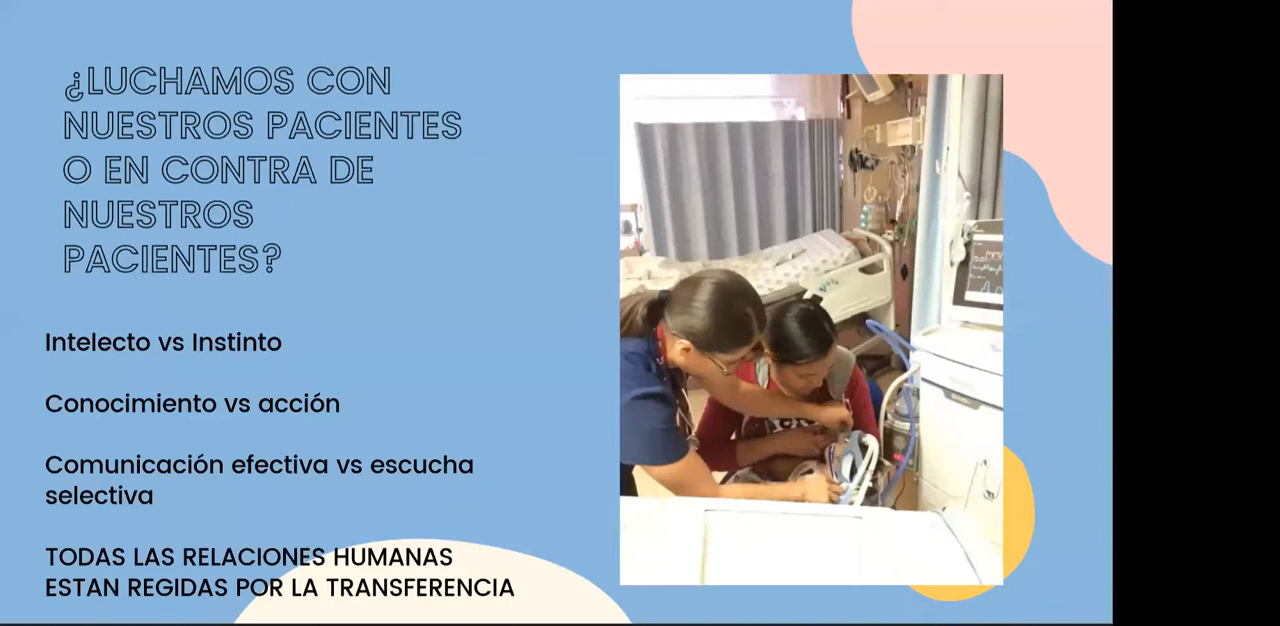 ¿LUCHAMOS CON
NUESTROS PACIENTES
O EN CONTRA DE
NUESTROS
PACIENTES?
Intelecto vs Instinto
Conocimiento vs acción
Comunicación efectiva vs escucha
selectiva
TODAS LAS RELACIONES HUMANAS
ESTAN REGIDAS POR LA TRANSFERENCIA